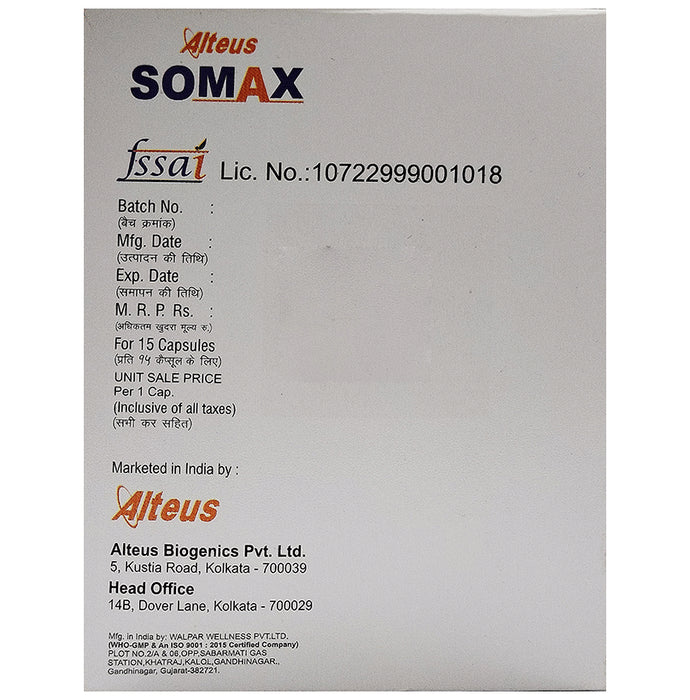 Alteus
SOMAX
fssai Lic. No.:10722999001018
Batch No. :
(बैच क्रमांक)
Mfg. Date :
(उत्पादन की तिथि)
Exp. Date :
(समापन की तिथि)
M. R. P. Rs. :
(अधिकतम खुदरा मूल्य रु.)
For 15 Capsules
(प्रति १५ कैप्सूल के लिए)
UNIT SALE PRICE
Per 1 Cap.
(Inclusive of all taxes)
(सभी कर सहित)
Marketed in India by :
Alteus
Alteus Biogenics Pvt. Ltd.
5, Kustia Road, Kolkata - 700039
Head Office
14B, Dover Lane, Kolkata - 700029
Mfg. in India by: WALPAR WELLNESS PVT.LTD.
(WHO-GMP & An ISO 9001 : 2015 Certified Company)
PLOT NO.2/A & 06,OPP,SABARMATI GAS
STATION,KHATRAJ,KALOL,GANDHINAGAR.,
Gandhinagar, Gujarat-382721.